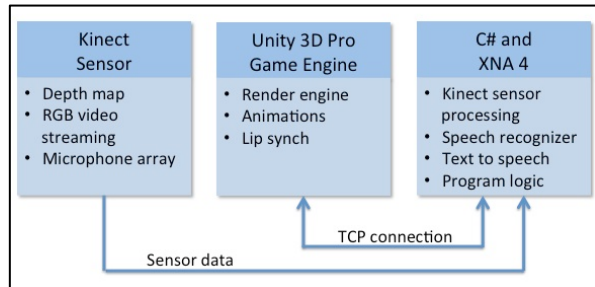 Kinect
Sensor
• Depth map
• RGB video
streaming
• Microphone array
Unity 3D Pro
Game Engine
• Render engine
• Animations
• Lip synch
C# and
XNA 4
• Kinect sensor
processing
• Speech recognizer
• Text to speech
• Program logic
TCP connection
Sensor data